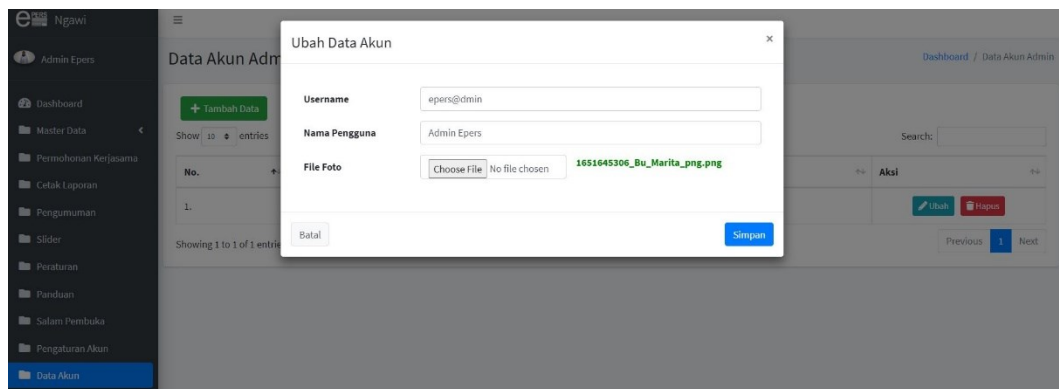 e Ngawi
Admin Epers
Dashboard
Master Data
Permohonan Kerjasama
Cetak Laporan
Pengumuman
Slider
Peraturan
Panduan
Salam Pembuka
Pengaturan Akun
Data Akun
Data Akun Adm
Dashboard / Data Akun Admin
+ Tambah Data
Show 10 entries
Search:
No.
Aksi
1.
Ubah Hapus
Showing 1 to 1 of 1 entrie
Previous 1 Next
Ubah Data Akun ×
Username epers@dmin
Nama Pengguna Admin Epers
File Foto Choose File No file chosen 1651645306_Bu_Marita_png.png
Batal Simpan